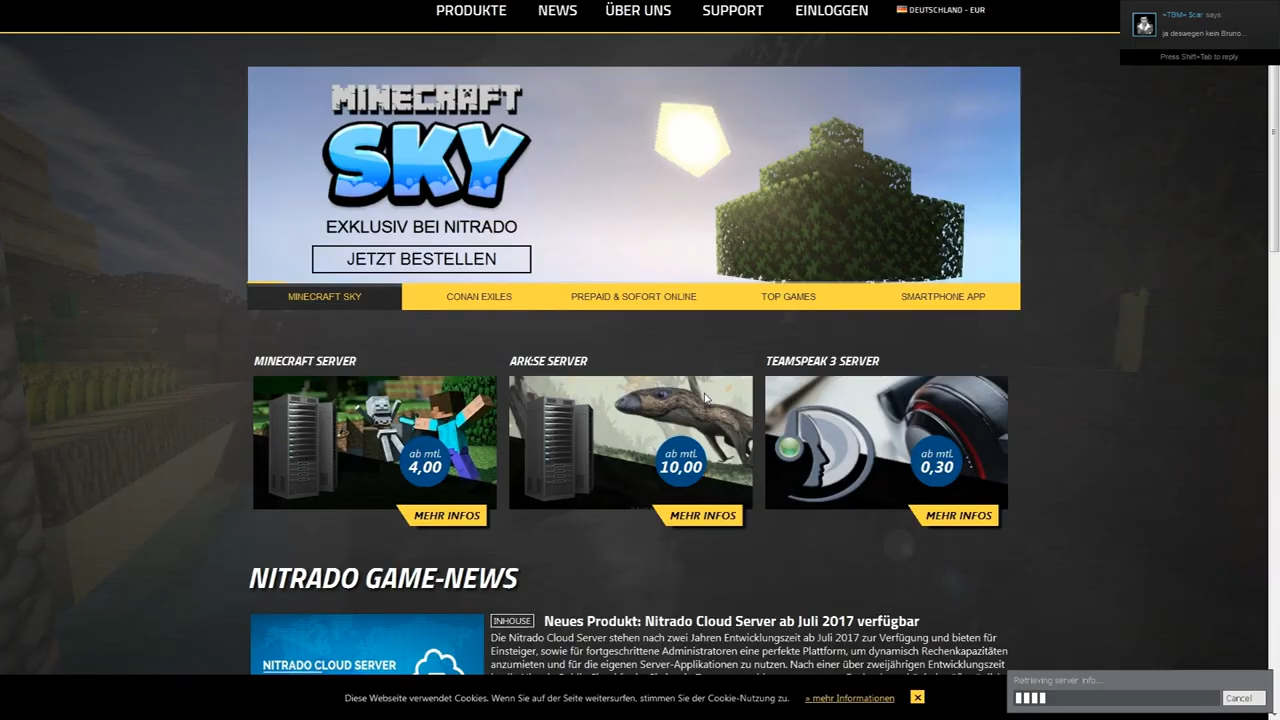 PRODUKTE NEWS ÜBER UNS SUPPORT EINLOGGEN DEUTSCHLAND - EUR
=TBM= Scar says:
ja deswegen kein Bruno...
Press Shift+Tab to reply
MINECRAFT
SKY
EXKLUSIV BEI NITRADO
JETZT BESTELLEN
MINECRAFT SKY CONAN EXILES PREPAID & SOFORT ONLINE TOP GAMES SMARTPHONE APP
MINECRAFT SERVER ARK:SE SERVER TEAMSPEAK 3 SERVER
ab mtl. ab mtl. ab mtl.
4,00 10,00 0,30
MEHR INFOS MEHR INFOS MEHR INFOS
NITRADO GAME-NEWS
INHOUSE Neues Produkt: Nitrado Cloud Server ab Juli 2017 verfügbar
Die Nitrado Cloud Server stehen nach zwei Jahren Entwicklungszeit ab Juli 2017 zur Verfügung und bieten für
Einsteiger, sowie für fortgeschrittene Administratoren eine perfekte Plattform, um dynamisch Rechenkapazitäten
anzumieten und für die eigenen Server-Applikationen zu nutzen. Nach einer über zweijährigen Entwicklungszeit
NITRADO CLOUD SERVER
Diese Webseite verwendet Cookies. Wenn Sie auf der Seite weitersurfen, stimmen Sie der Cookie-Nutzung zu. » mehr Informationen
Retrieving server info...
Cancel